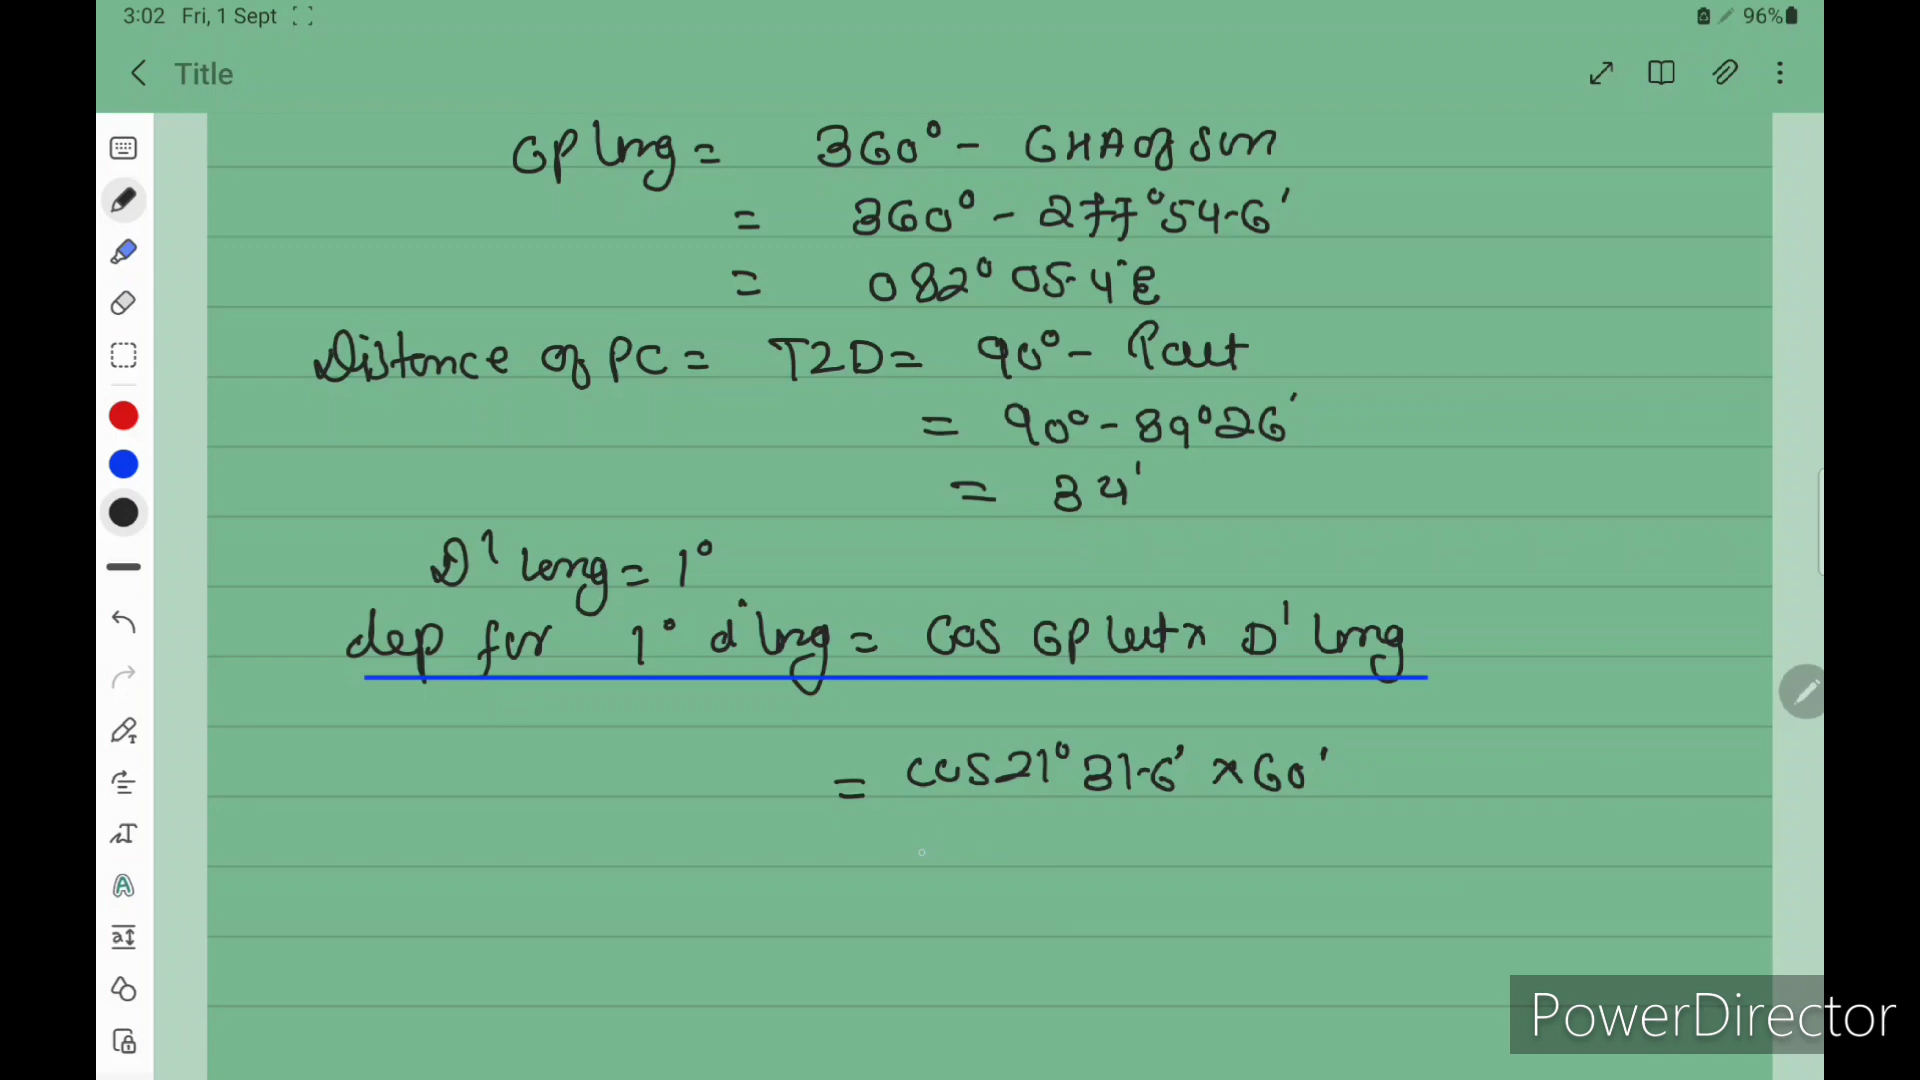 3:02 Fri, 1 Sept 96%
Title
GP long = 360° - GHA of sun
= 360° - 277°54.6'
= 082° 05.4'E
Distance of PC = TZD = 90° - Talt
= 90° - 89°26'
= 34'
D'long = 1°
dep for 1° d'long = Cos GP lat x D'long
= cos 21° 31.6' x 60'
PowerDirector